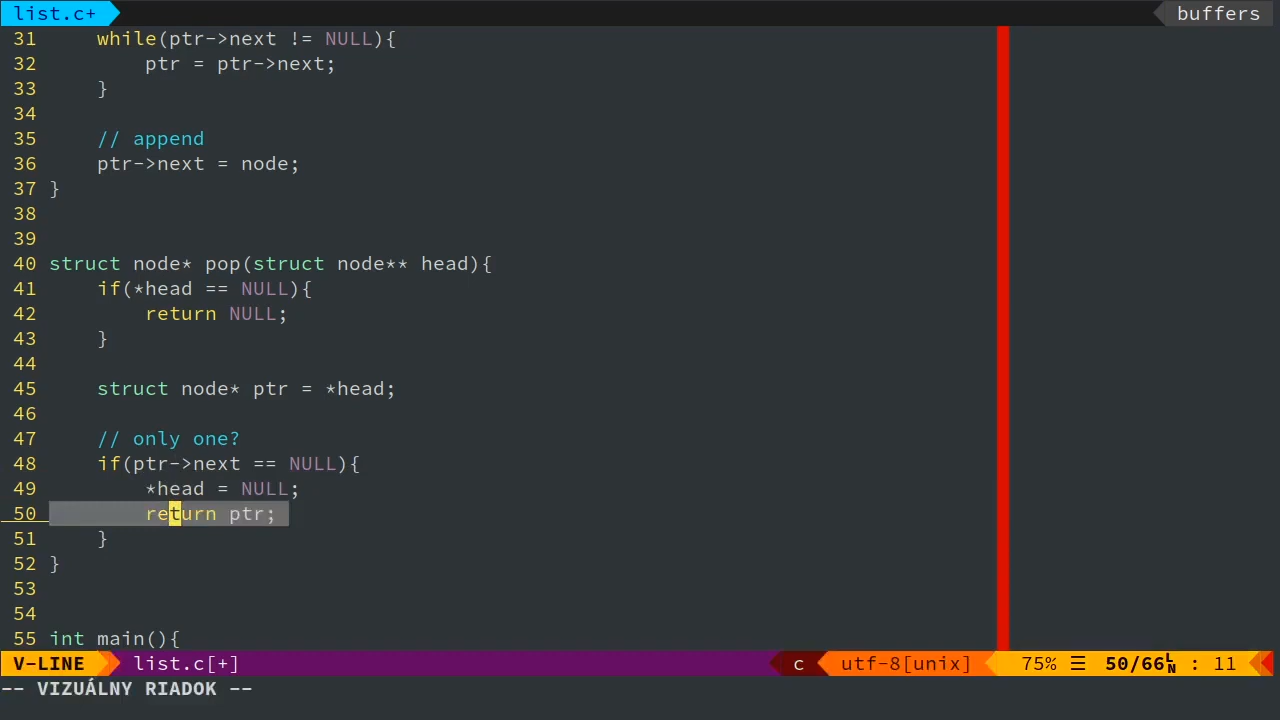 list.c+ buffers
31     while(ptr->next != NULL){
32         ptr = ptr->next;
33     }
34
35     // append
36     ptr->next = node;
37 }
38
39
40 struct node* pop(struct node** head){
41     if(*head == NULL){
42         return NULL;
43     }
44
45     struct node* ptr = *head;
46
47     // only one?
48     if(ptr->next == NULL){
49         *head = NULL;
50         return ptr;
51     }
52 }
53
54
55 int main(){
V-LINE list.c[+] c utf-8[unix] 75% ☰ 50/66␤ : 11
-- VIZUÁLNY RIADOK --